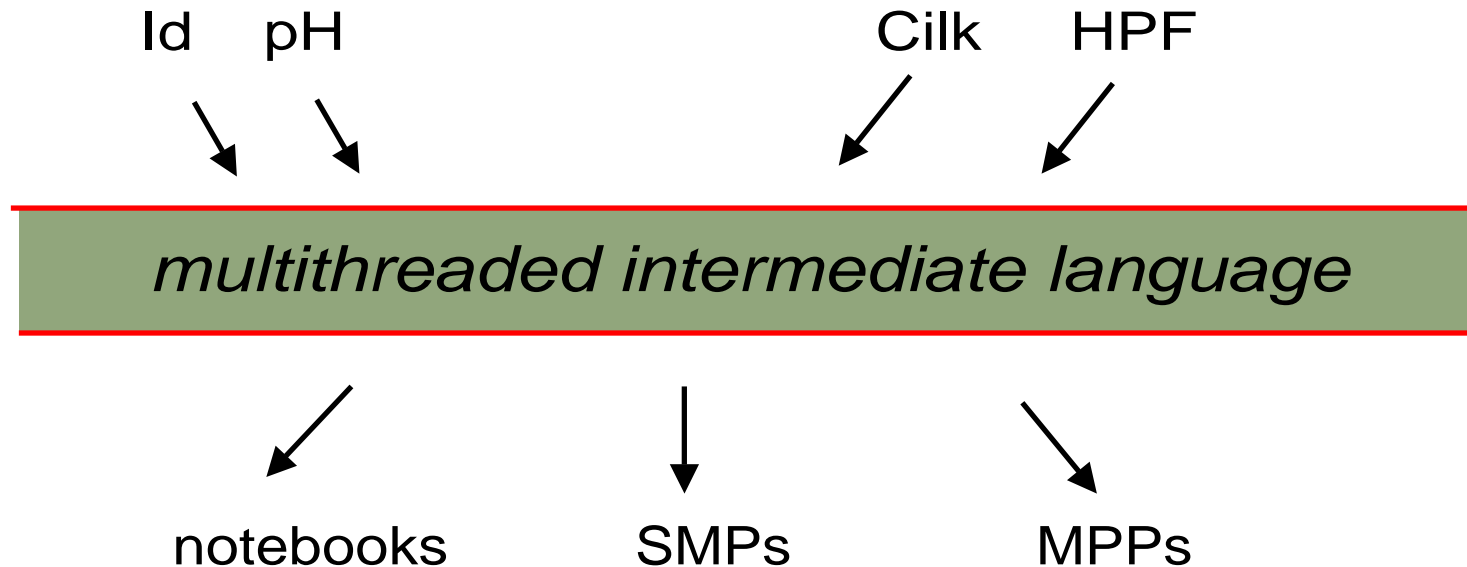 Id pH Cilk HPF
multithreaded intermediate language
notebooks SMPs MPPs